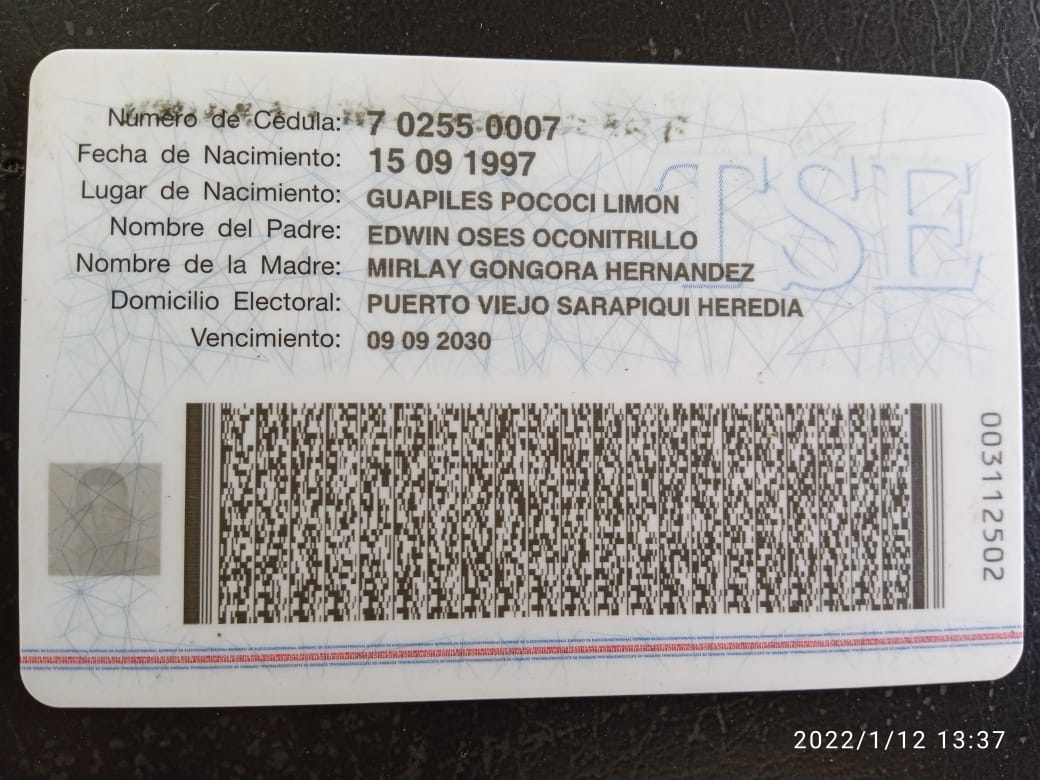 Número de Cédula: 7 0255 0007
Fecha de Nacimiento: 15 09 1997
Lugar de Nacimiento: GUAPILES POCOCI LIMON
Nombre del Padre: EDWIN OSES OCONITRILLO
Nombre de la Madre: MIRLAY GONGORA HERNANDEZ
Domicilio Electoral: PUERTO VIEJO SARAPIQUI HEREDIA
Vencimiento: 09 09 2030
TSE
003112502
2022/1/12 13:37